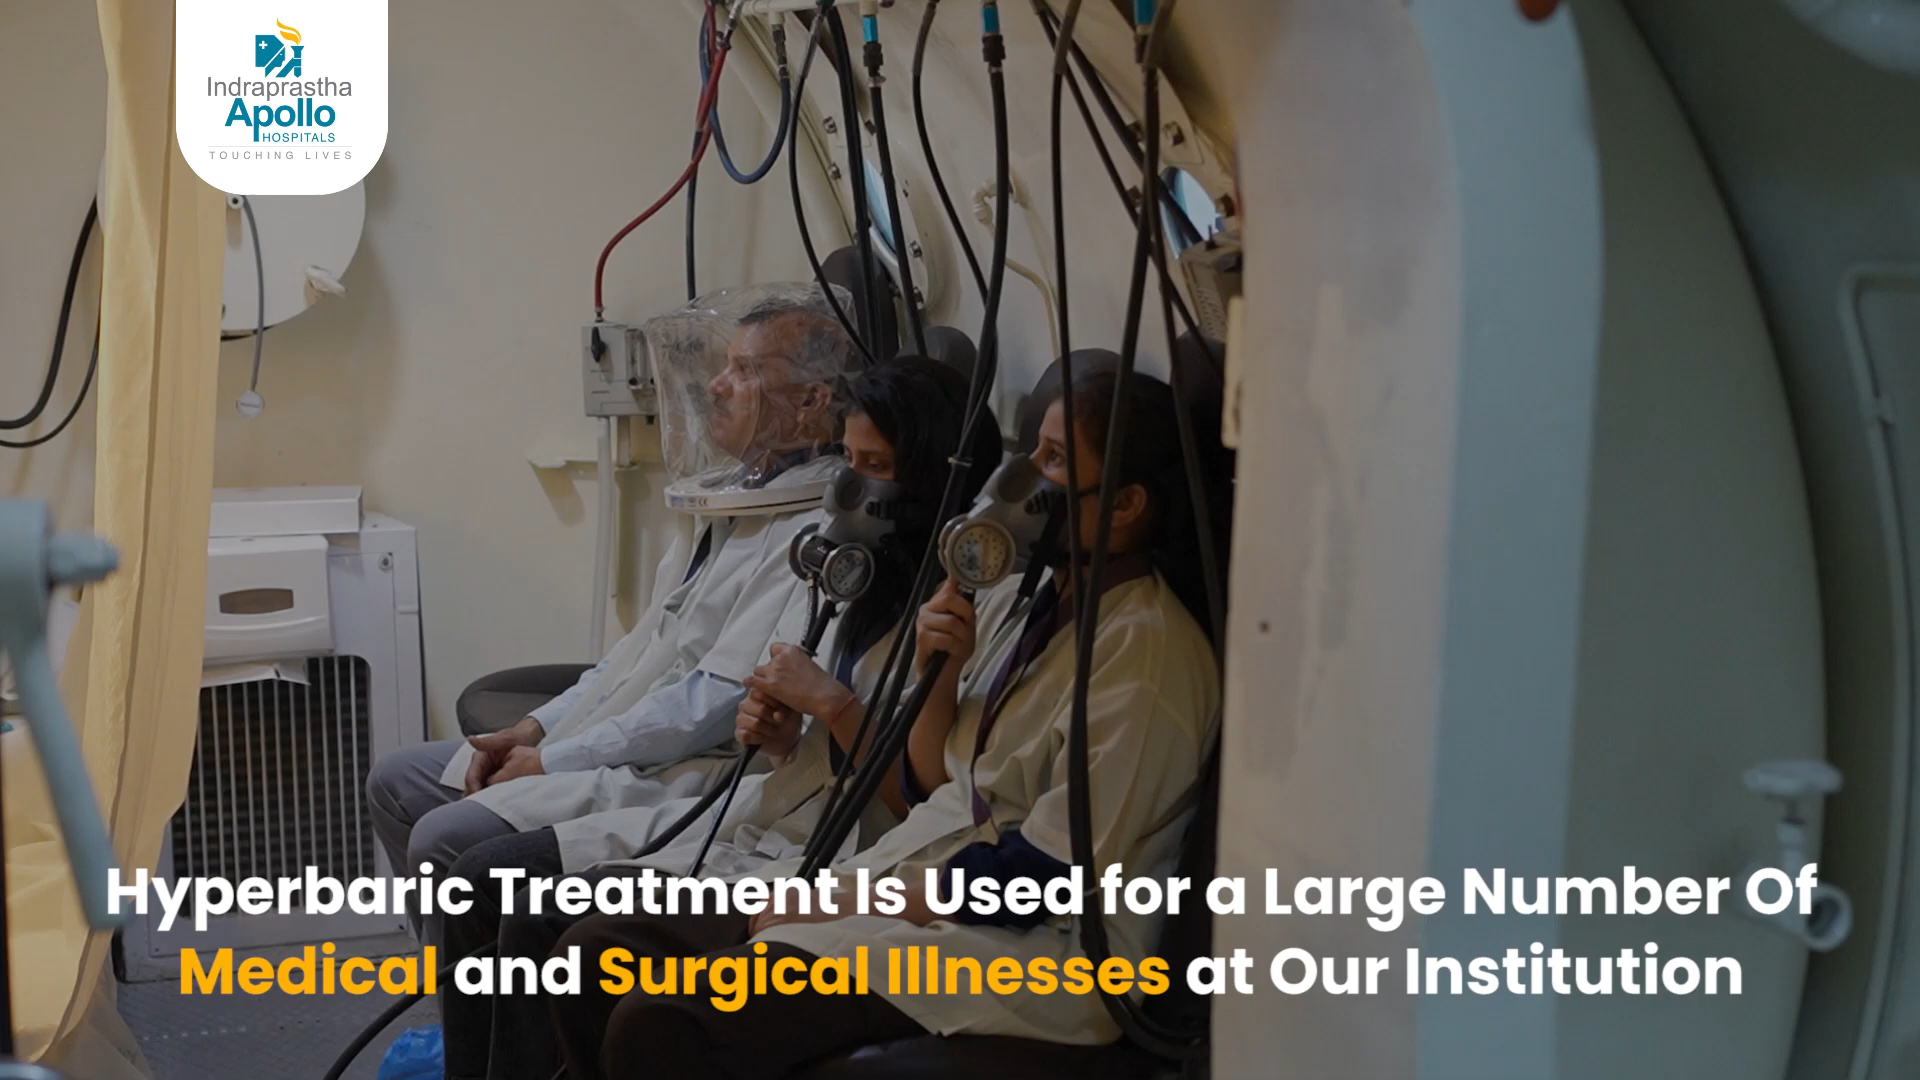 Indraprastha
Apollo
HOSPITALS
TOUCHING LIVES
Hyperbaric Treatment Is Used for a Large Number Of
Medical and Surgical Illnesses at Our Institution